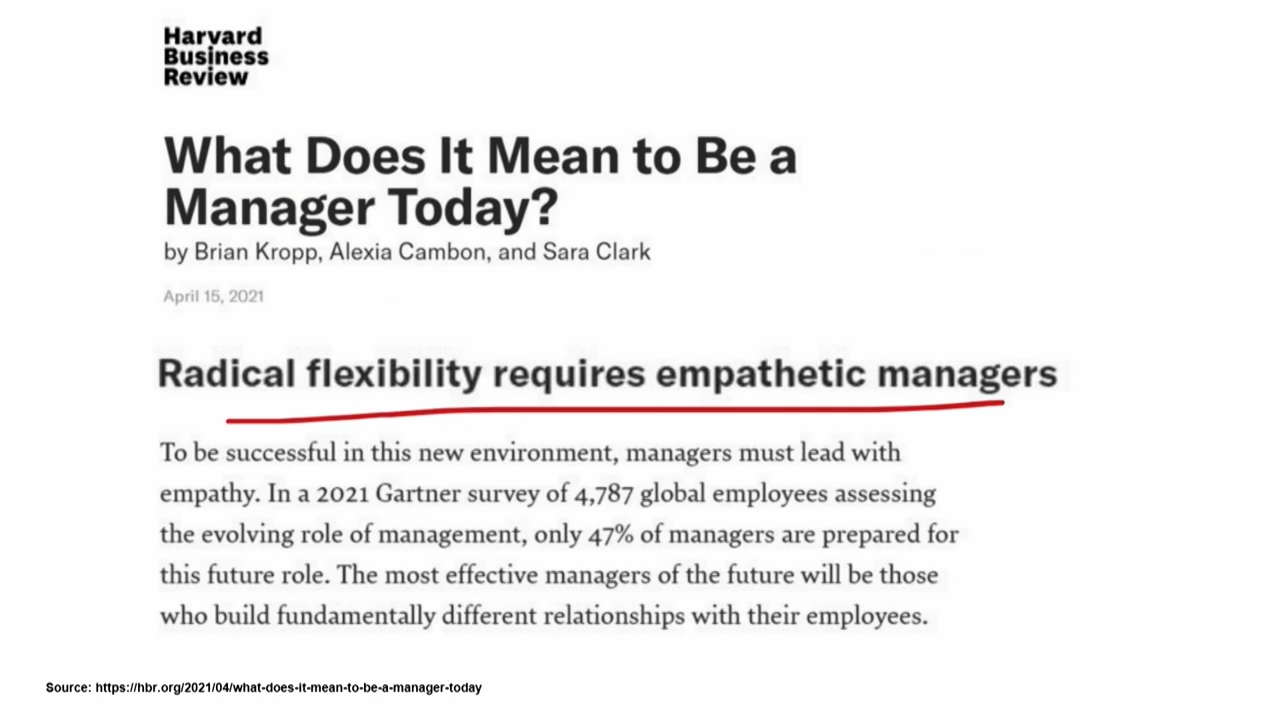 Harvard
Business
Review
What Does It Mean to Be a
Manager Today?
by Brian Kropp, Alexia Cambon, and Sara Clark
April 15, 2021
Radical flexibility requires empathetic managers
To be successful in this new environment, managers must lead with
empathy. In a 2021 Gartner survey of 4,787 global employees assessing
the evolving role of management, only 47% of managers are prepared for
this future role. The most effective managers of the future will be those
who build fundamentally different relationships with their employees.
Source: https://hbr.org/2021/04/what-does-it-mean-to-be-a-manager-today